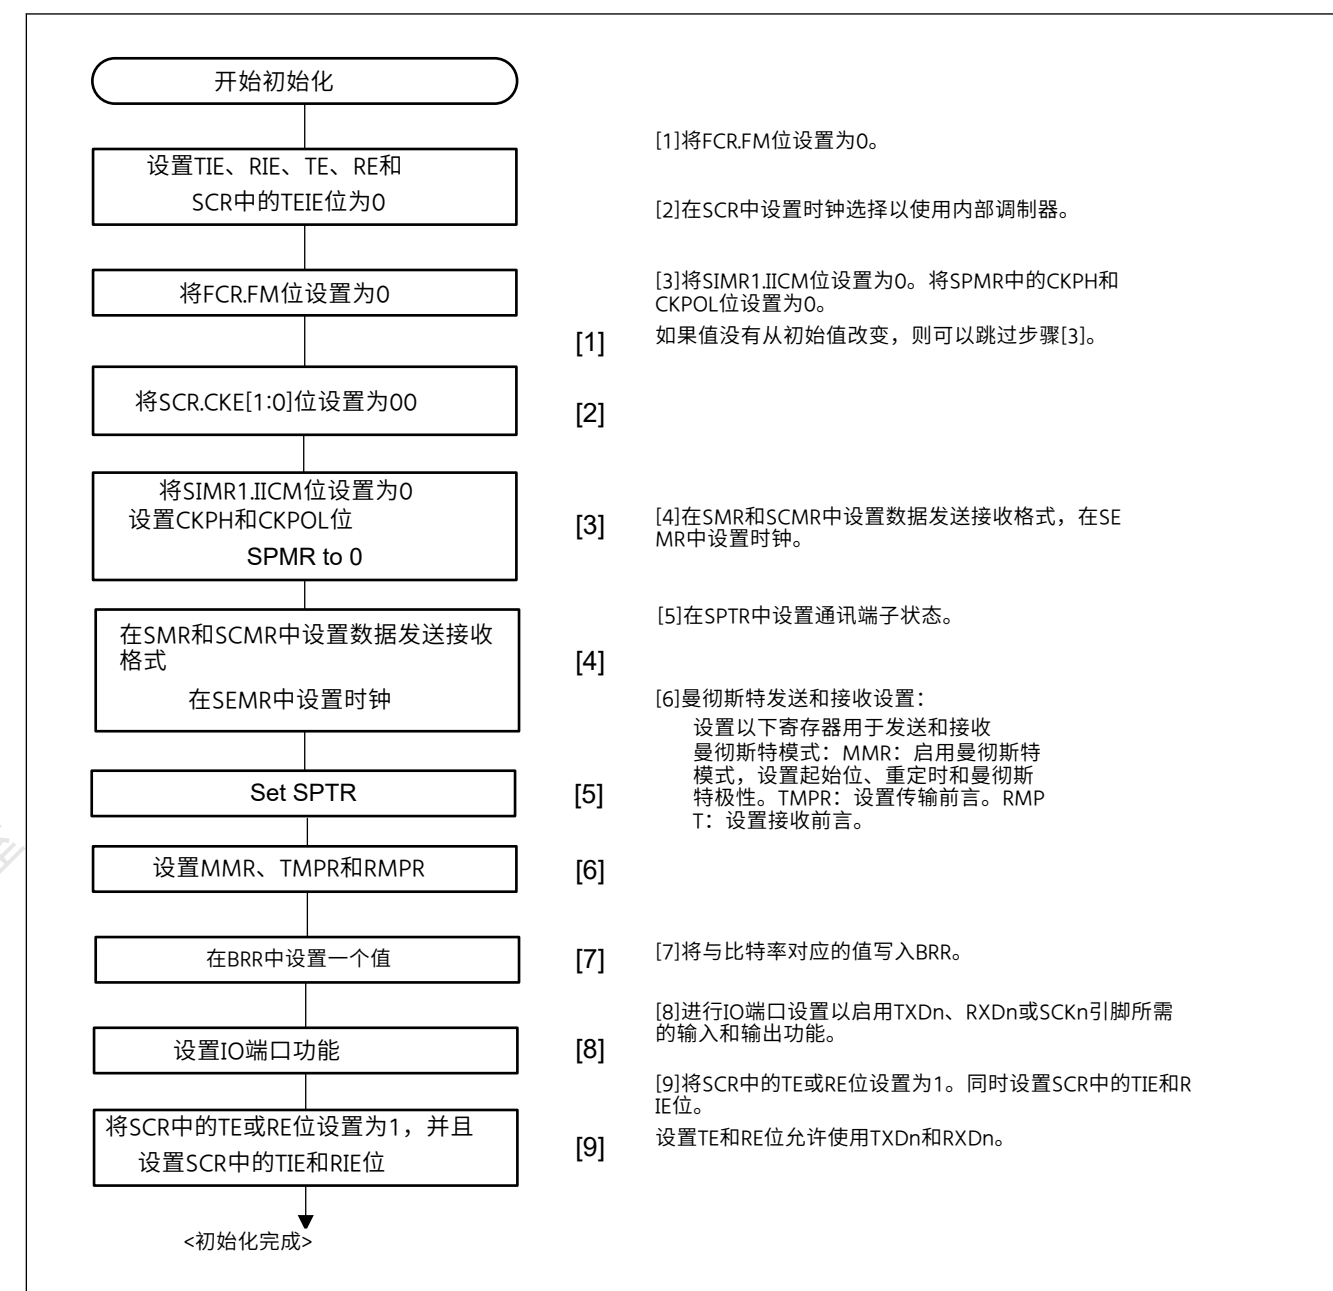 开始初始化
设置TIE、RIE、TE、RE和
SCR中的TEIE位为0
将FCR.FM位设置为0
[1]
将SCR.CKE[1:0]位设置为00
[2]
将SIMR1.IICM位设置为0
设置CKPH和CKPOL位
SPMR to 0
[3]
在SMR和SCMR中设置数据发送接收
格式
在SEMR中设置时钟
[4]
Set SPTR
[5]
设置MMR、TMPR和RMPR
[6]
在BRR中设置一个值
[7]
设置IO端口功能
[8]
将SCR中的TE或RE位设置为1，并且
设置SCR中的TIE和RIE位
[9]
<初始化完成>
[1]将FCR.FM位设置为0。
[2]在SCR中设置时钟选择以使用内部调制器。
[3]将SIMR1.IICM位设置为0。将SPMR中的CKPH和
CKPOL位设置为0。
如果值没有从初始值改变，则可以跳过步骤[3]。
[4]在SMR和SCMR中设置数据发送接收格式，在SE
MR中设置时钟。
[5]在SPTR中设置通讯端子状态。
[6]曼彻斯特发送和接收设置：
设置以下寄存器用于发送和接收
曼彻斯特模式：MMR：启用曼彻斯特
模式，设置起始位、重定时和曼彻斯
特极性。TMPR：设置传输前言。RMP
T：设置接收前言。
[7]将与比特率对应的值写入BRR。
[8]进行IO端口设置以启用TXDn、RXDn或SCKn引脚所需
的输入和输出功能。
[9]将SCR中的TE或RE位设置为1。同时设置SCR中的TIE和R
IE位。
设置TE和RE位允许使用TXDn和RXDn。